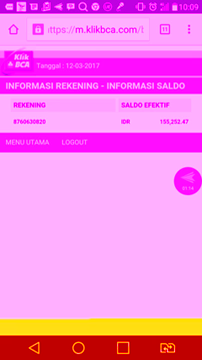 10:09
https://m.klikbca.com/
11
Klik
BCA
Tanggal : 12-03-2017
INFORMASI REKENING - INFORMASI SALDO
REKENING SALDO EFEKTIF
8760630820 IDR 155,252.47
MENU UTAMA LOGOUT